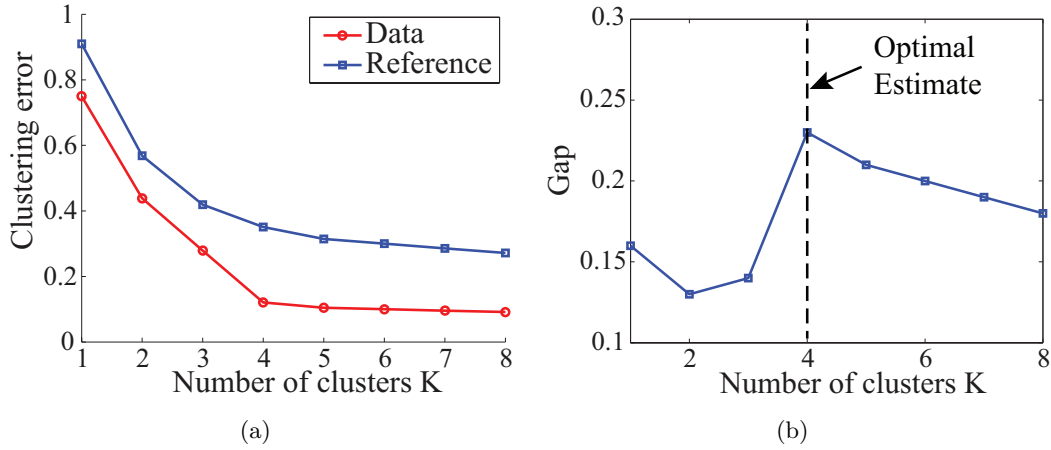 1
0.8
0.6
0.4
0.2
0
Clustering error
Data
Reference
1 2 3 4 5 6 7 8
Number of clusters K
(a)
0.3
0.25
0.2
0.15
0.1
Gap
Optimal
Estimate
2 4 6 8
Number of clusters K
(b)